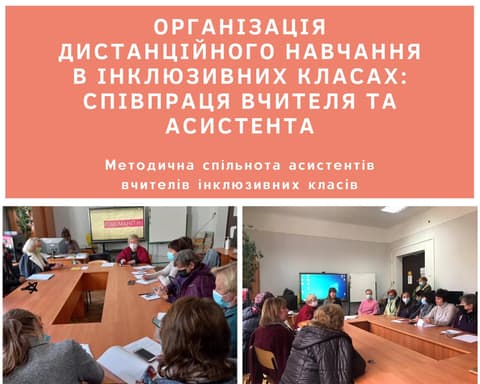 ОРГАНІЗАЦІЯ
ДИСТАНЦІЙНОГО НАВЧАННЯ
В ІНКЛЮЗИВНИХ КЛАСАХ:
СПІВПРАЦЯ ВЧИТЕЛЯ ТА
АСИСТЕНТА
Методична спільнота асистентів
вчителів інклюзивних класів